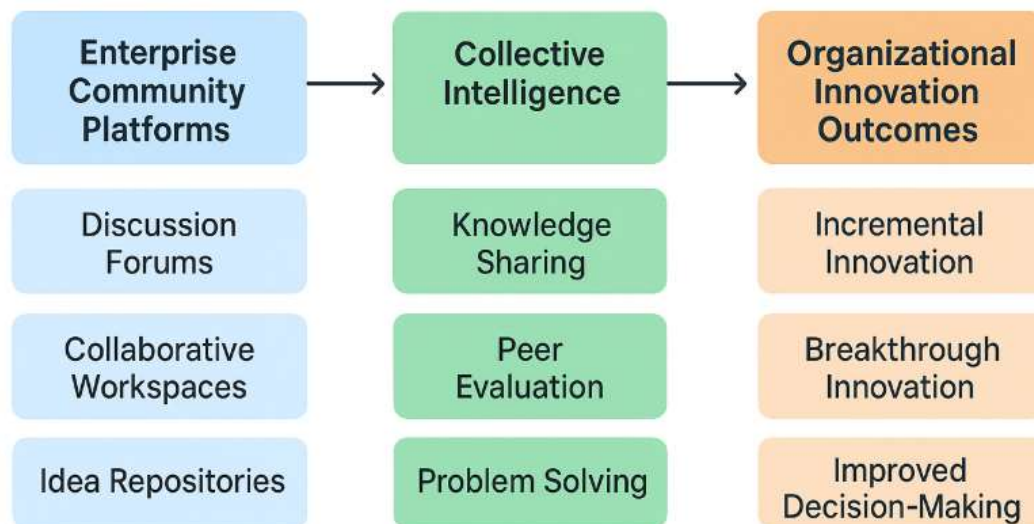 Enterprise
Community
Platforms
Collective
Intelligence
Organizational
Innovation
Outcomes
Discussion
Forums
Knowledge
Sharing
Incremental
Innovation
Collaborative
Workspaces
Peer
Evaluation
Breakthrough
Innovation
Idea Repositories
Problem Solving
Improved
Decision-Making